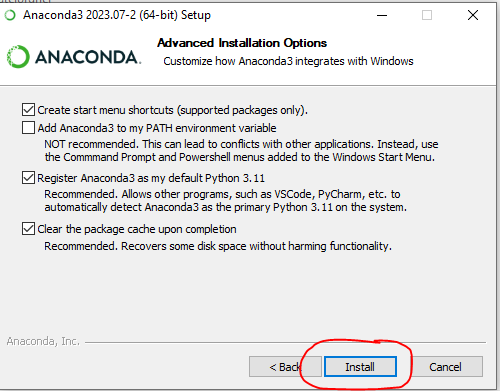 Anaconda3 2023.07-2 (64-bit) Setup
ANACONDA.
Advanced Installation Options
Customize how Anaconda3 integrates with Windows
Create start menu shortcuts (supported packages only).
Add Anaconda3 to my PATH environment variable
NOT recommended. This can lead to conflicts with other applications. Instead, use
the Commmand Prompt and Powershell menus added to the Windows Start Menu.
Register Anaconda3 as my default Python 3.11
Recommended. Allows other programs, such as VSCode, PyCharm, etc. to
automatically detect Anaconda3 as the primary Python 3.11 on the system.
Clear the package cache upon completion
Recommended. Recovers some disk space without harming functionality.
Anaconda, Inc.
< Back
Install
Cancel